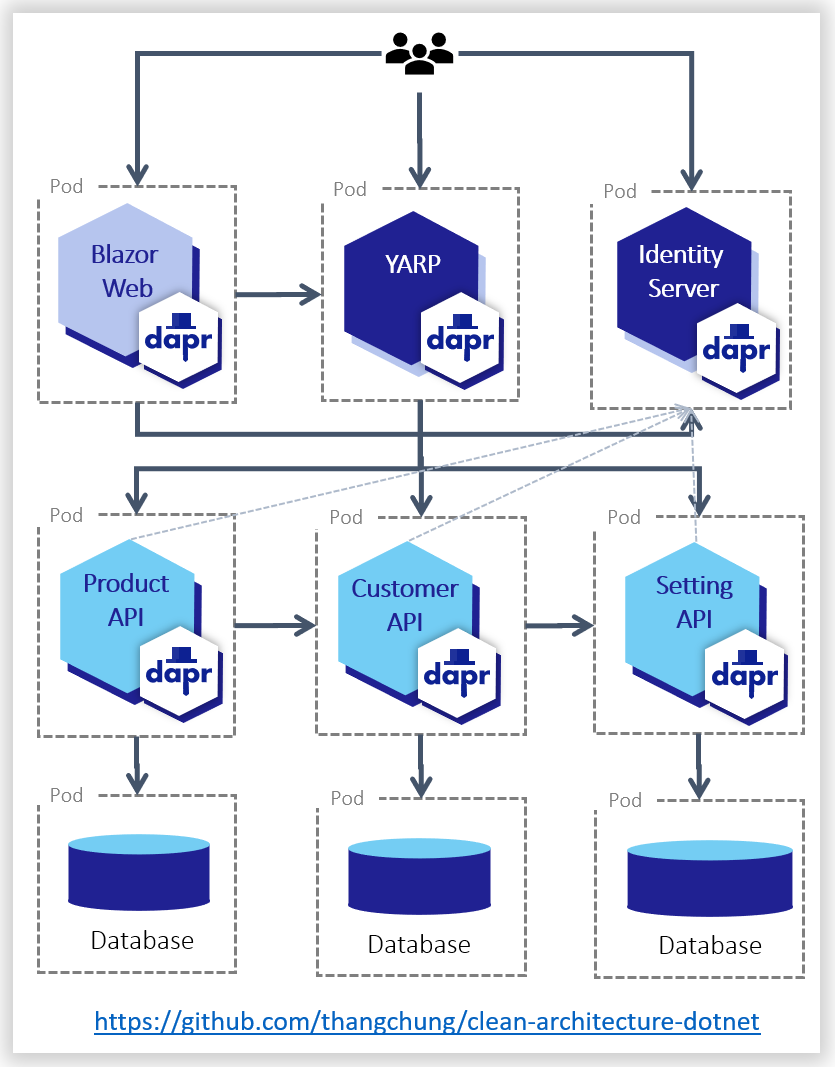 Pod
Pod
Pod
Blazor
Web
dapr
YARP
dapr
Identity
Server
dapr
Pod
Pod
Pod
Product
API
dapr
Customer
API
dapr
Setting
API
dapr
Pod
Pod
Pod
Database
Database
Database
https://github.com/thangchung/clean-architecture-dotnet